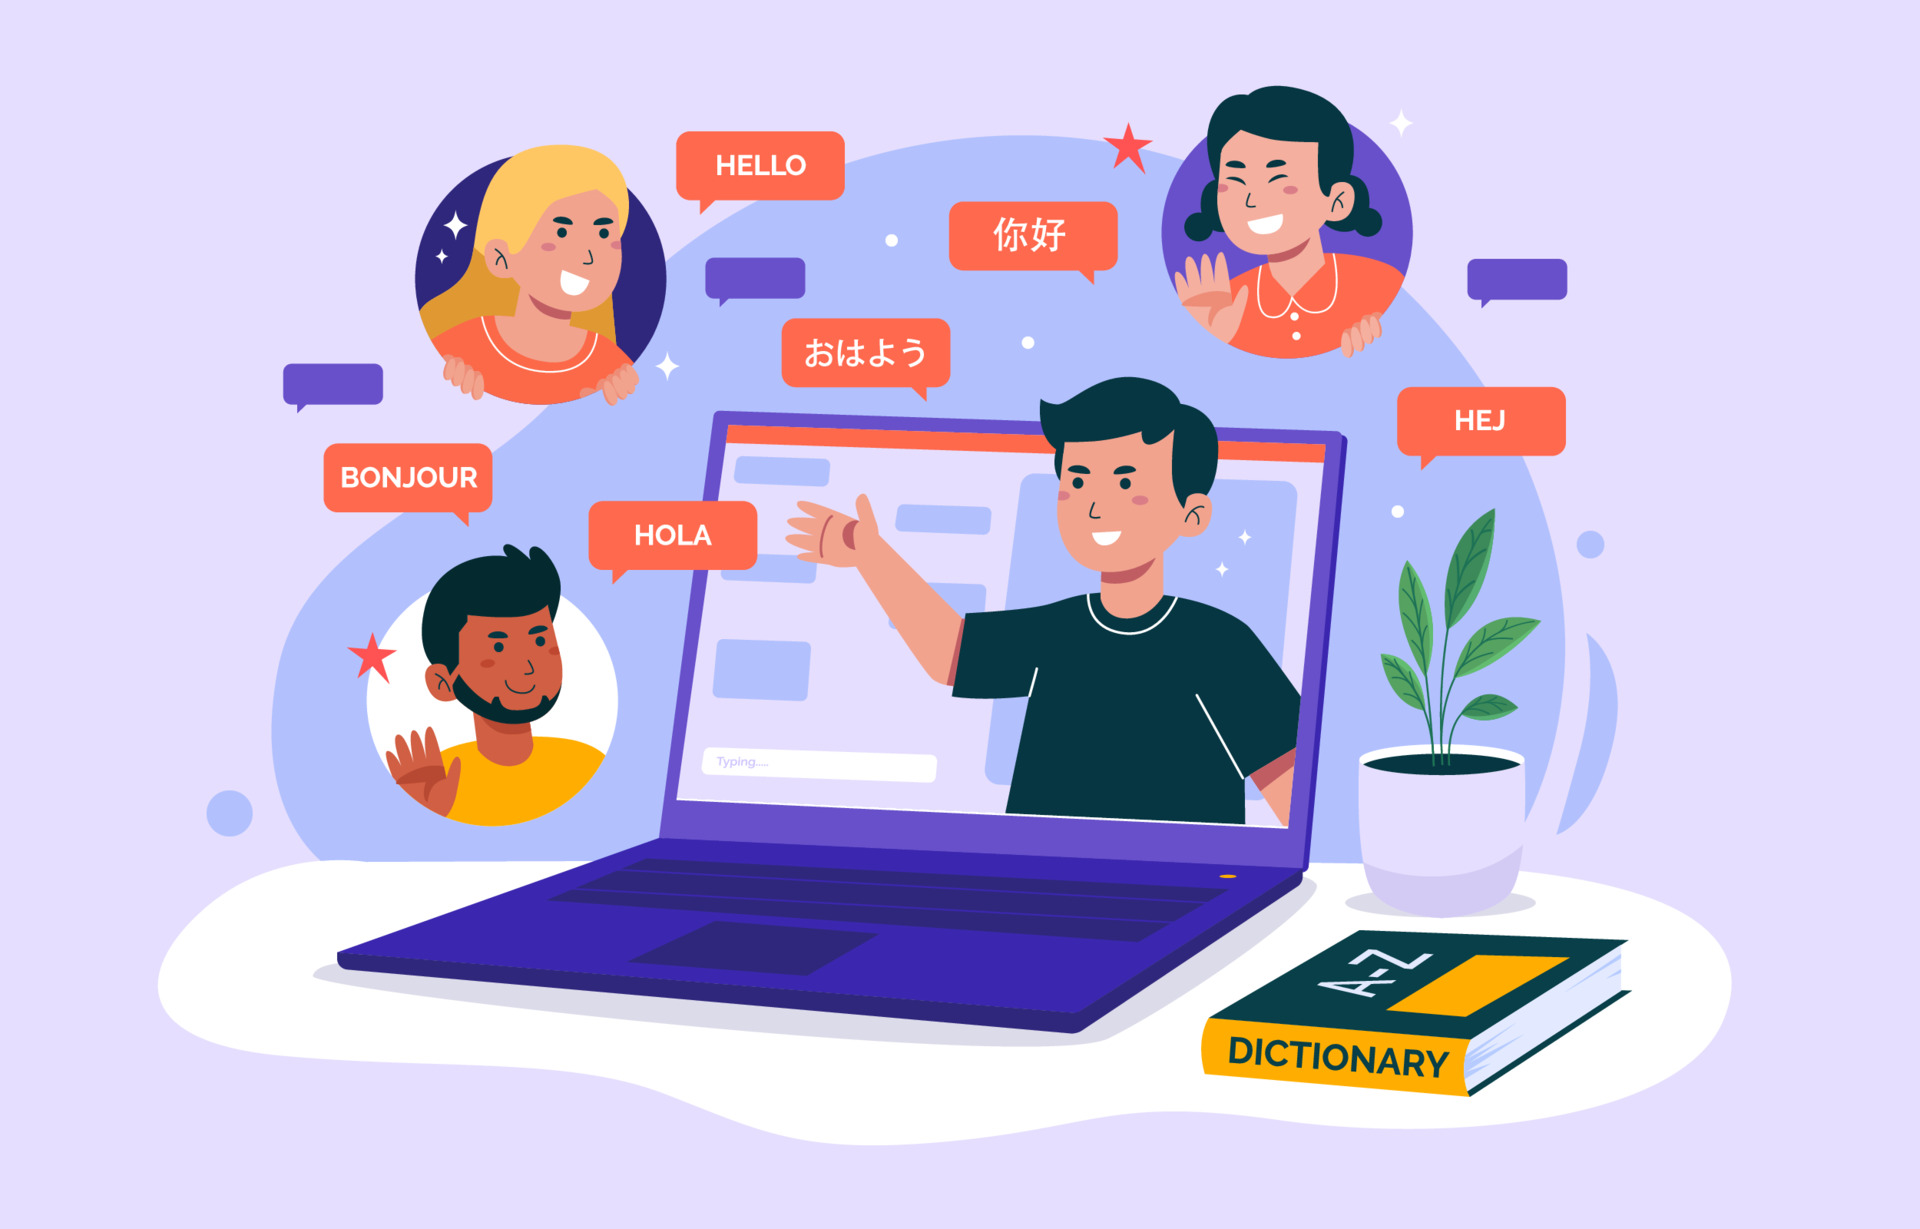 HELLO
你好
おはよう
HEJ
BONJOUR
HOLA
Typing.....
A-Z
DICTIONARY